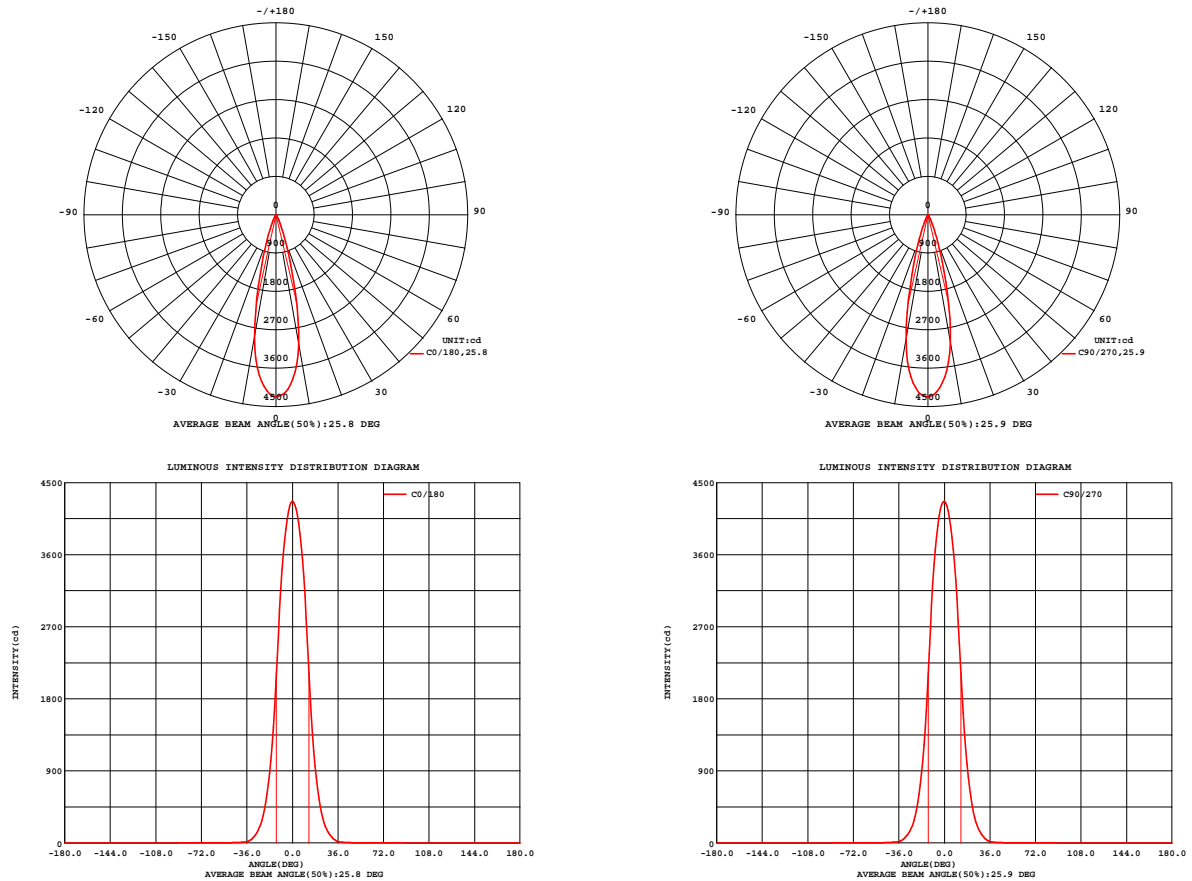 -/+180
-150 150
-120 120
-90 0 90
900
1800
-60 2700 60
UNIT:cd
3600 C0/180,25.8
-30 4500 30
0
AVERAGE BEAM ANGLE(50%):25.8 DEG
-/+180
-150 150
-120 120
-90 0 90
900
1800
-60 2700 60
UNIT:cd
3600 C90/270,25.9
-30 4500 30
0
AVERAGE BEAM ANGLE(50%):25.9 DEG
LUMINOUS INTENSITY DISTRIBUTION DIAGRAM
C0/180
4500
3600
2700
INTENSITY(cd)
1800
900
0
-180.0 -144.0 -108.0 -72.0 -36.0 0.0 36.0 72.0 108.0 144.0 180.0
ANGLE(DEG)
AVERAGE BEAM ANGLE(50%):25.8 DEG
LUMINOUS INTENSITY DISTRIBUTION DIAGRAM
C90/270
4500
3600
2700
INTENSITY(cd)
1800
900
0
-180.0 -144.0 -108.0 -72.0 -36.0 0.0 36.0 72.0 108.0 144.0 180.0
ANGLE(DEG)
AVERAGE BEAM ANGLE(50%):25.9 DEG